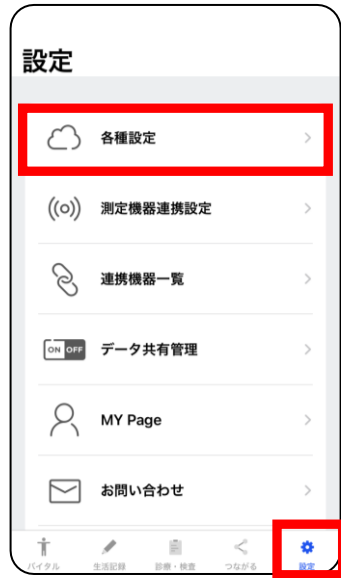 設定
各種設定
測定機器連携設定
連携機器一覧
ON OFF データ共有管理
MY Page
お問い合わせ
バイタル 生活記録 診療・検査 つながる 設定